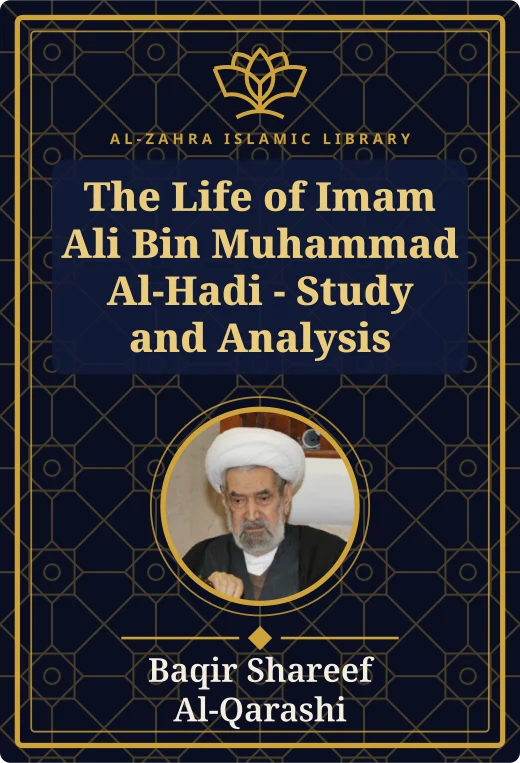 AL-ZAHRA ISLAMIC LIBRARY
The Life of Imam
Ali Bin Muhammad
Al-Hadi - Study
and Analysis
Baqir Shareef
Al-Qarashi